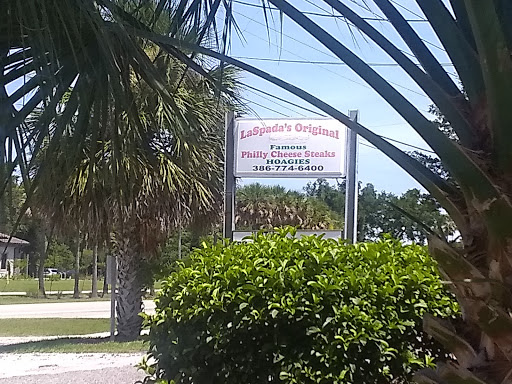 LaSpada's Original
Famous
Philly Cheese Steaks
HOAGIES
386-774-6400